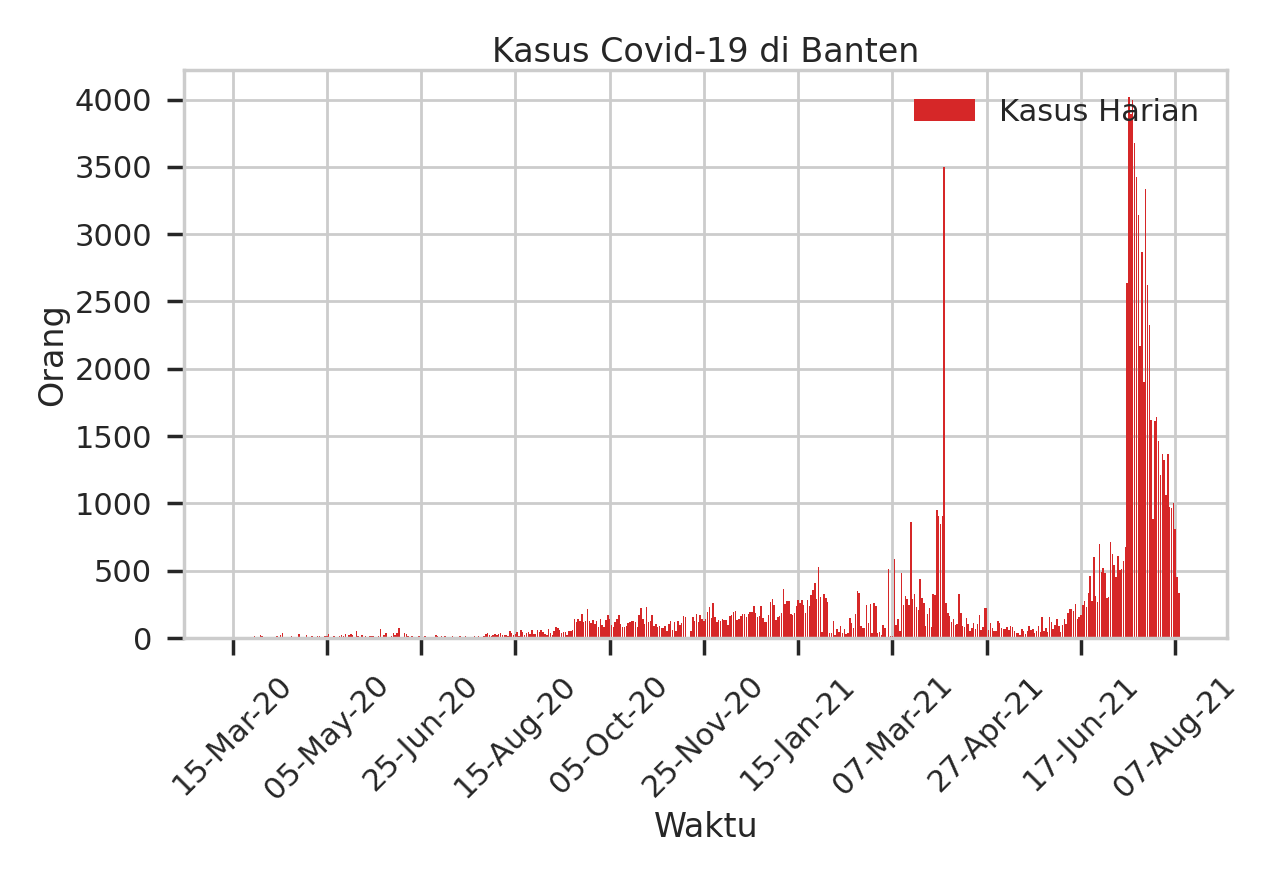 Kasus Covid-19 di Banten
Kasus Harian
Orang
4000
3500
3000
2500
2000
1500
1000
500
0
15-Mar-20
05-May-20
25-Jun-20
15-Aug-20
05-Oct-20
25-Nov-20
15-Jan-21
07-Mar-21
27-Apr-21
17-Jun-21
07-Aug-21
Waktu